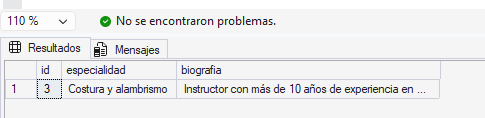 110 % No se encontraron problemas.
Resultados Mensajes
id especialidad biografia
1 3 Costura y alambrismo Instructor con más de 10 años de experiencia en ...